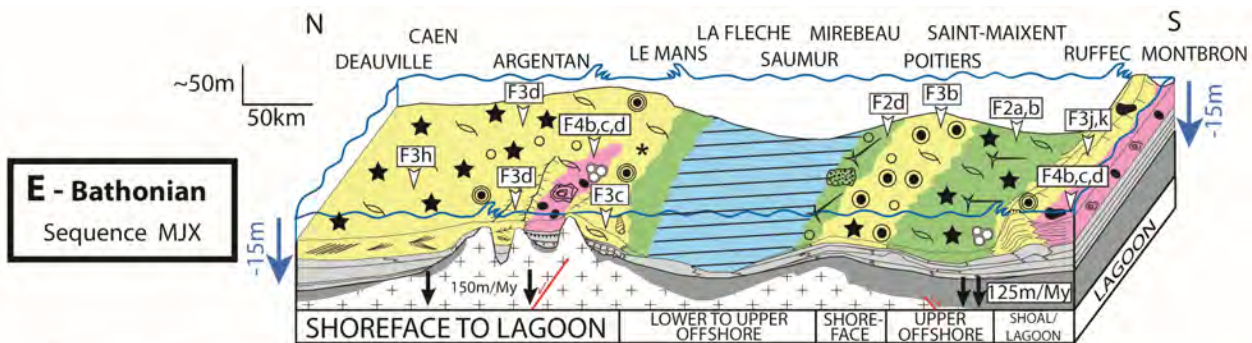 N
S
CAEN
DEAUVILLE
ARGENTAN
LE MANS
LA FLECHE
SAUMUR
MIREBEAU
POITIERS
SAINT-MAIXENT
RUFFEC
MONTBRON
~50m
50km
-15m
E - Bathonian
Sequence MJX
-15m
F3d
F4b,c,d
F3h
F3d
F3c
F2d
F3b
F2a,b
F3j,k
F4b,c,d
150m/My
125m/My
SHOREFACE TO LAGOON
LOWER TO UPPER
OFFSHORE
SHORE-
FACE
UPPER
OFFSHORE
SHOAL/
LAGOON
LAGOON